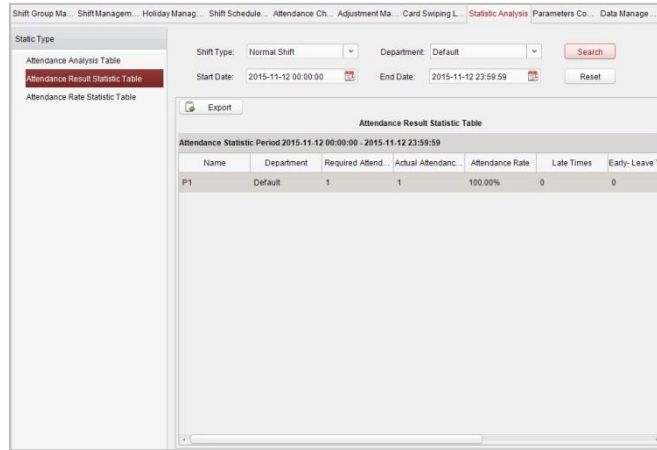 Shift Group Ma... Shift Managem... Holiday Manag... Shift Schedule... Attendance Ch... Adjustment Ma... Card Swiping L... Statistic Analysis Parameters Co... Data Manage...
Static Type
Attendance Analysis Table
Attendance Result Statistic Table
Attendance Rate Statistic Table
Shift Type: Normal Shift Department: Default Search
Start Date: 2015-11-12 00:00:00 End Date: 2015-11-12 23:59:59 Reset
Export
Attendance Result Statistic Table
Attendance Statistic Period 2015-11-12 00:00:00 - 2015-11-12 23:59:59
Name Department Required Attend... Actual Attendanc... Attendance Rate Late Times Early- Leave
P1 Default 1 1 100.00% 0 0